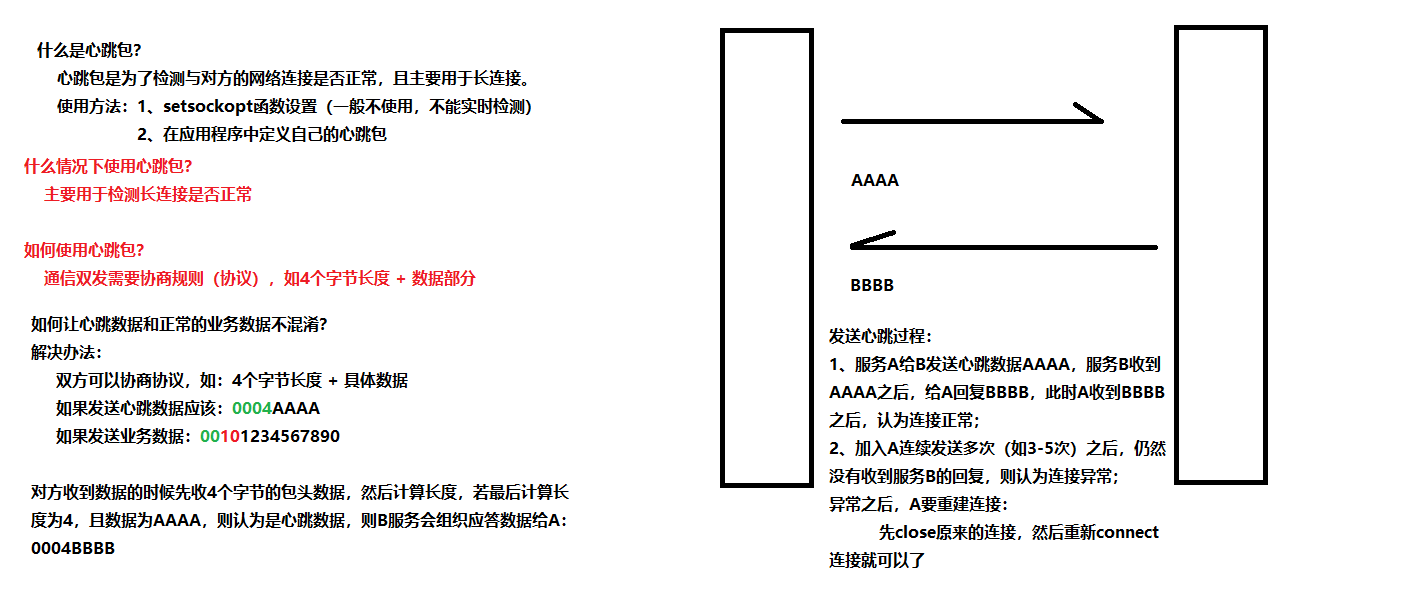 什么是心跳包？
心跳包是为了检测与对方的网络连接是否正常，且主要用于长连接。
使用方法：1、setsockopt函数设置（一般不使用，不能实时检测）
2、在应用程序中定义自己的心跳包
什么情况下使用心跳包？
主要用于检测长连接是否正常
如何使用心跳包？
通信双发需要协商规则（协议），如4个字节长度 + 数据部分
如何让心跳数据和正常的业务数据不混淆？
解决办法：
双方可以协商协议，如：4个字节长度 + 具体数据
如果发送心跳数据应该：0004AAAA
如果发送业务数据：00101234567890
对方收到数据的时候先收4个字节的包头数据，然后计算长度，若最后计算长
度为4，且数据为AAAA，则认为是心跳数据，则B服务会组织应答数据给A：
0004BBBB
AAAA
BBBB
发送心跳过程：
1、服务A给B发送心跳数据AAAA，服务B收到
AAAA之后，给A回复BBBB，此时A收到BBBB
之后，认为连接正常；
2、加入A连续发送多次（如3-5次）之后，仍然
没有收到服务B的回复，则认为连接异常；
异常之后，A要重建连接：
先close原来的连接，然后重新connect
连接就可以了